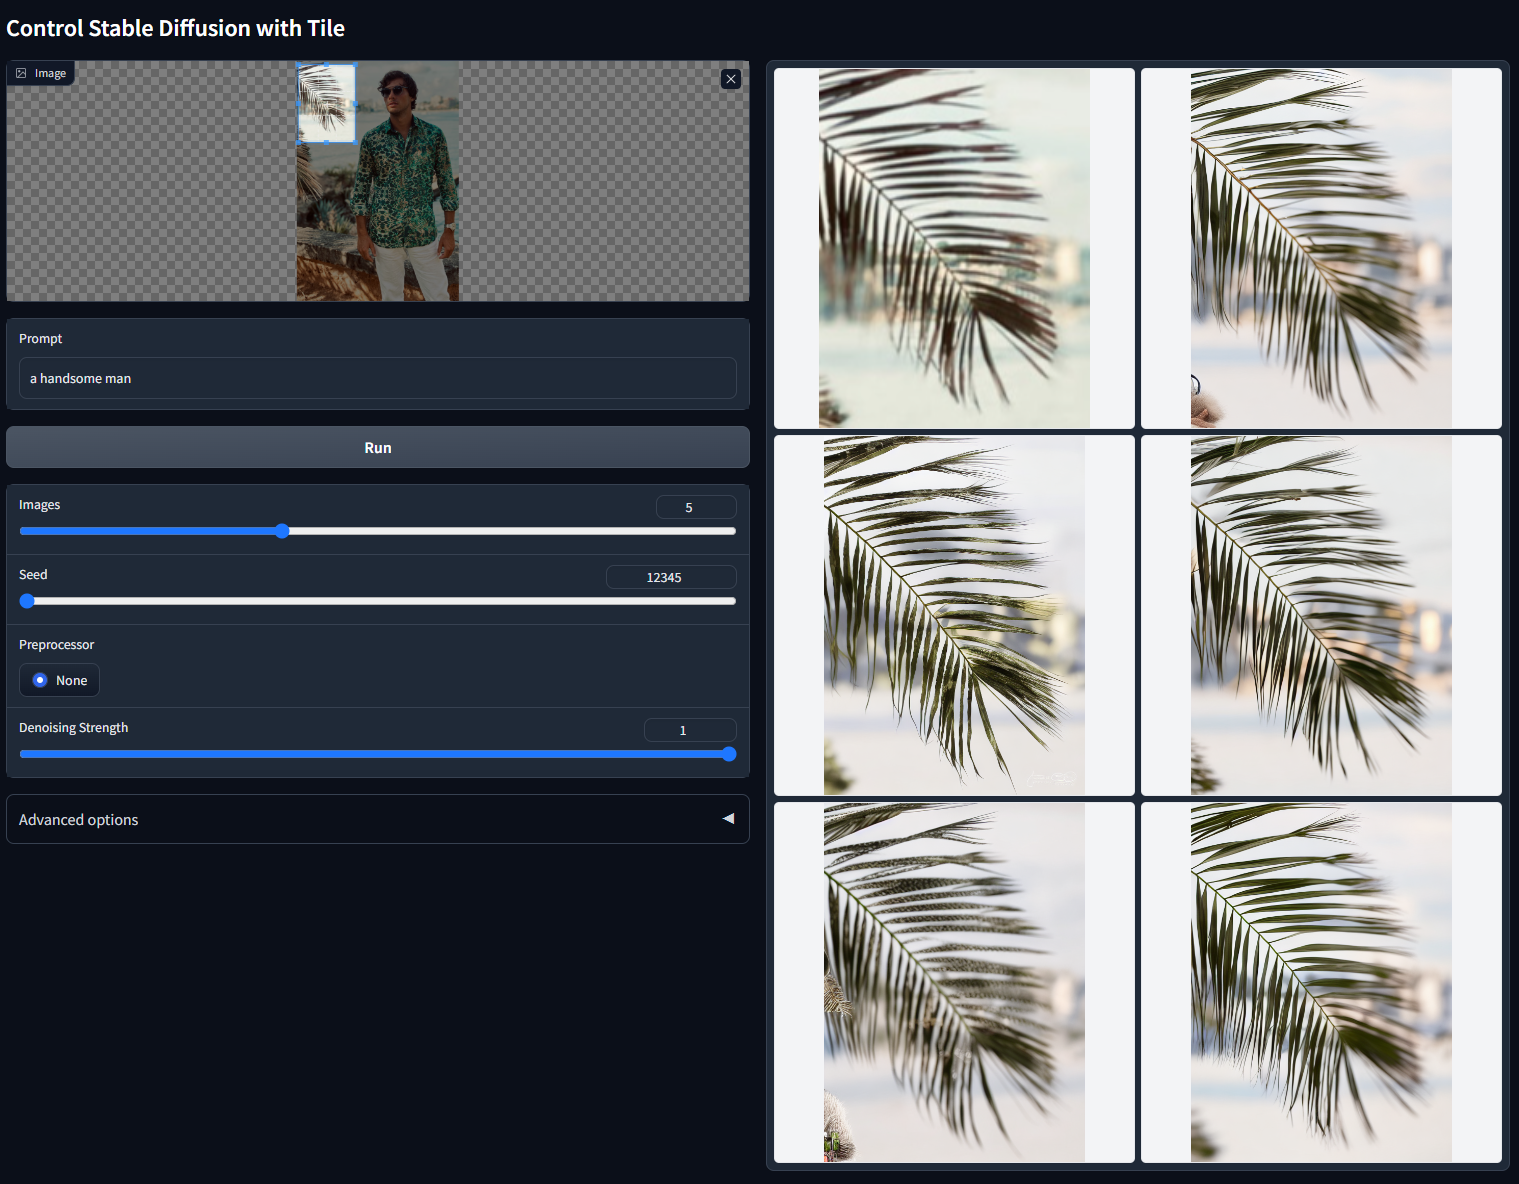 Control Stable Diffusion with Tile
Image
Prompt
a handsome man
Run
Images
5
Seed
12345
Preprocessor
None
Denoising Strength
1
Advanced options